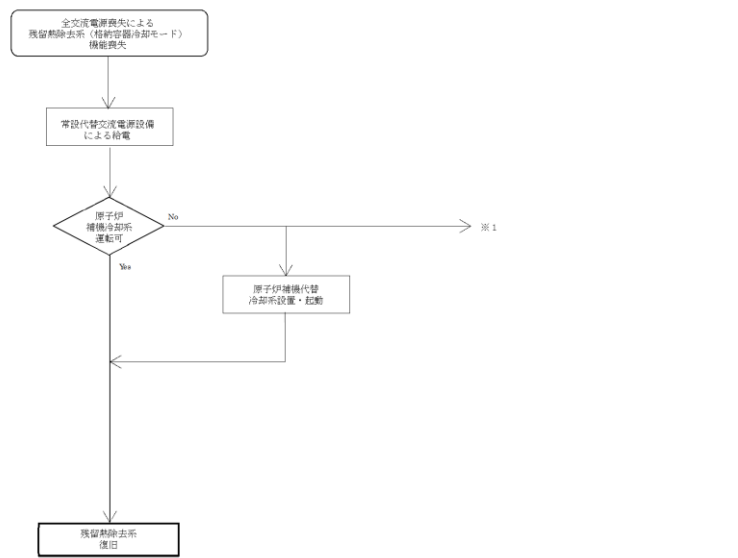 全交流電源喪失による
残留熱除去系（格納容器冷却モード）
機能喪失
常設代替交流電源設備
による給電
原子炉
補機冷却系
運転可
No
※1
Yes
原子炉補機代替
冷却系設置・起動
残留熱除去系
復旧